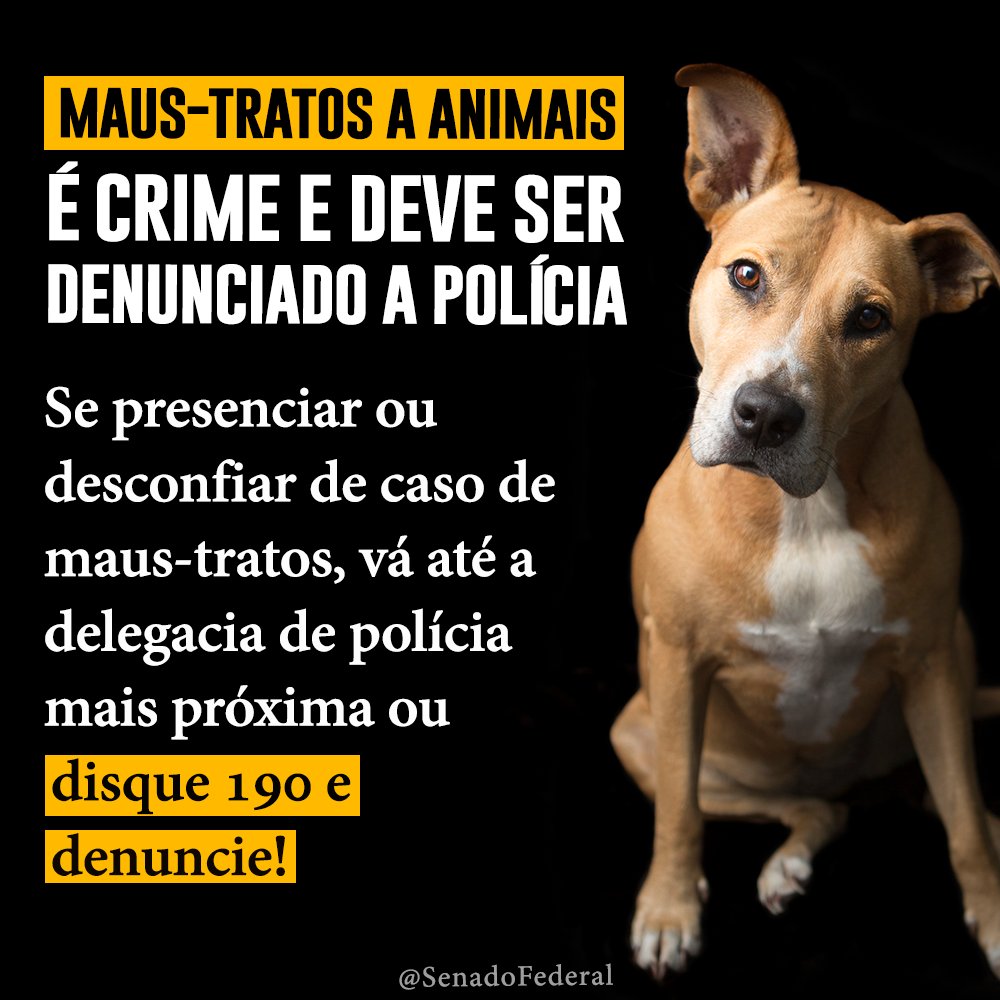 MAUS-TRATOS A ANIMAIS
É CRIME E DEVE SER
DENUNCIADO A POLÍCIA
Se presenciar ou
desconfiar de caso de
maus-tratos, vá até a
delegacia de polícia
mais próxima ou
disque 190 e
denuncie!
@SenadoFederal